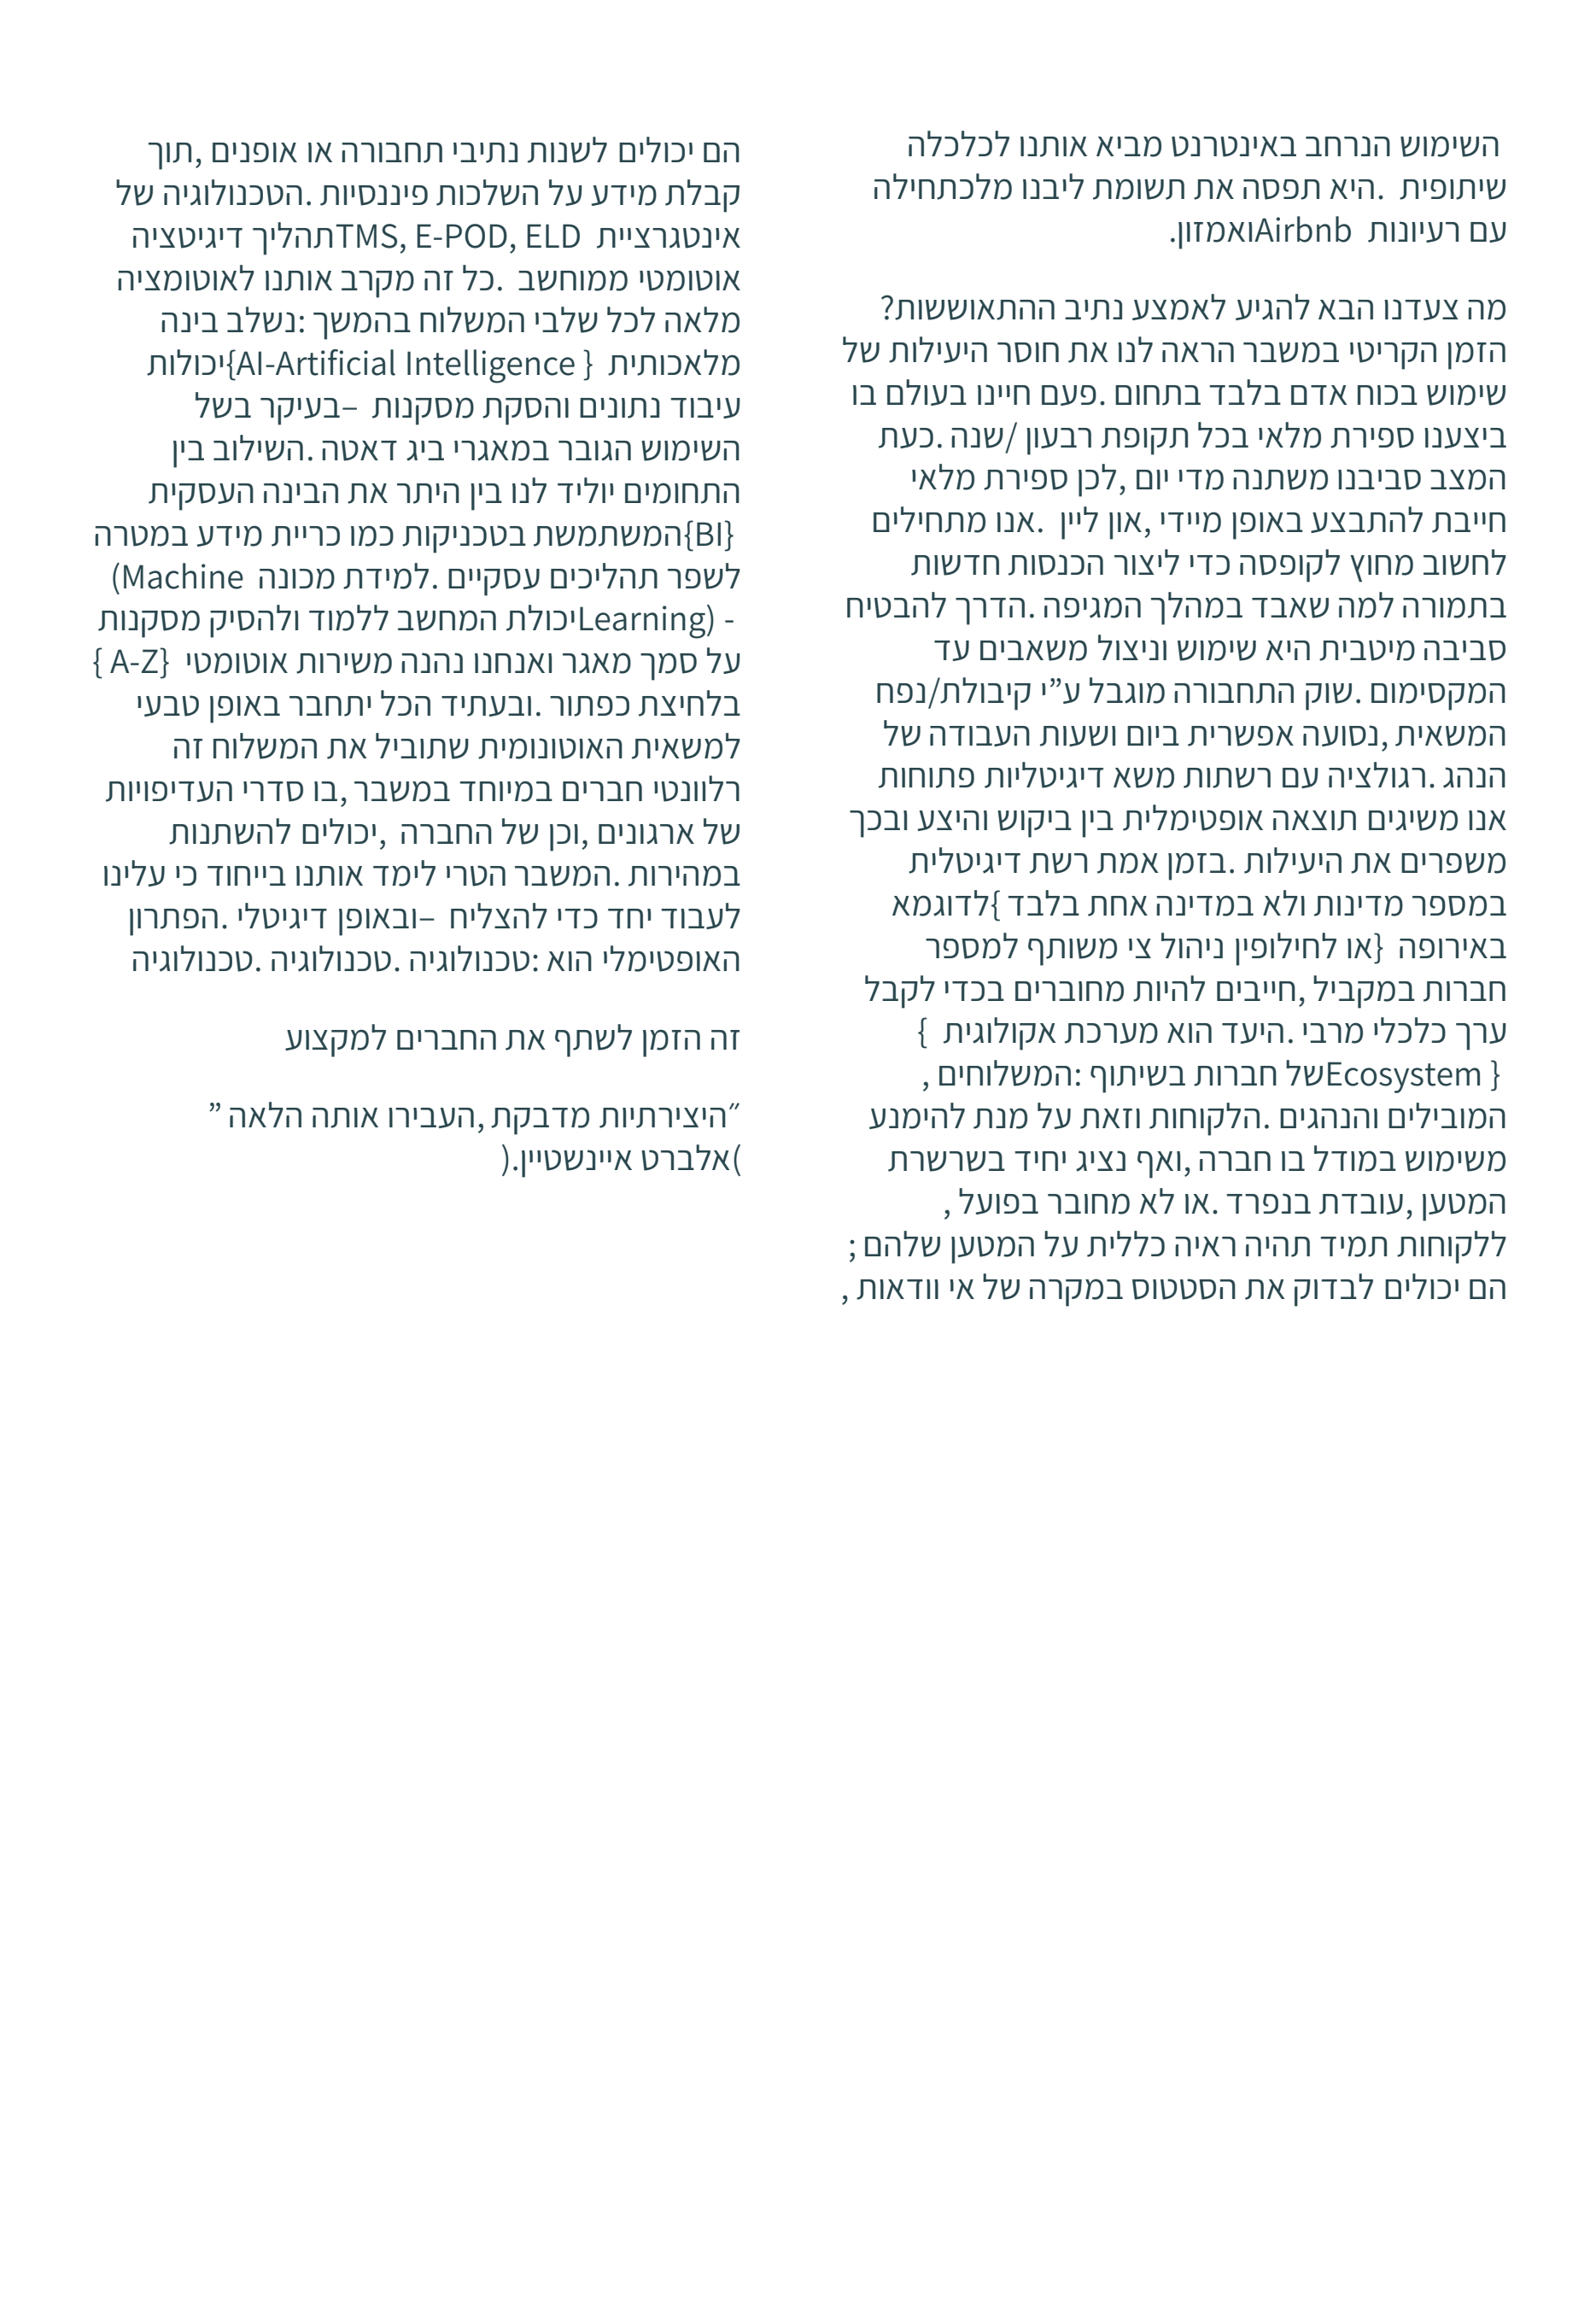 השימוש הנרחב באינטרנט מביא אותנו לכלכלה
שיתופית .היא תפסה את תשומת ליבנו מלכתחילה
עם רעיונות Airbnbואמזון.
מה צעדנו הבא להגיע לאמצע נתיב ההתאוששות?
הזמן הקריטי במשבר הראה לנו את חוסר היעילות של
שימוש בכוח אדם בלבד בתחום .פעם חיינו בעולם בו
ביצענו ספירת מלאי בכל תקופת רבעון /שנה .כעת
המצב סביבנו משתנה מדי יום ,לכן ספירת מלאי
חייבת להתבצע באופן מיידי ,און ליין .אנו מתחילים
לחשוב מחוץ לקופסה כדי ליצור הכנסות חדשות
בתמורה למה שאבד במהלך המגיפה .הדרך להבטיח
סביבה מיטבית היא שימוש וניצול משאבים עד
המקסימום .שוק התחבורה מוגבל ע”י קיבולת/נפח
המשאית ,נסועה אפשרית ביום ושעות העבודה של
הנהג .רגולציה עם רשתות משא דיגיטליות פתוחות
אנו משיגים תוצאה אופטימלית בין ביקוש והיצע ובכך
משפרים את היעילות .בזמן אמת רשת דיגיטלית
במספר מדינות ולא במדינה אחת בלבד {לדוגמא
באירופה }או לחילופין ניהול צי משותף למספר
חברות במקביל ,חייבים להיות מחוברים בכדי לקבל
ערך כלכלי מרבי .היעד הוא מערכת אקולוגית {
{ Ecosystemשל חברות בשיתוף :המשלוחים ,
המובילים והנהגים .הלקוחות וזאת על מנת להימנע
משימוש במודל בו חברה ,ואף נציג יחיד בשרשרת
המטען ,עובדת בנפרד .או לא מחובר בפועל ,
ללקוחות תמיד תהיה ראיה כללית על המטען שלהם ;
הם יכולים לבדוק את הסטטוס במקרה של אי וודאות ,
הם יכולים לשנות נתיבי תחבורה או אופנים ,תוך
קבלת מידע על השלכות פיננסיות .הטכנולוגיה של
אינטגרציית TMS, E-POD, ELDתהליך דיגיטציה
אוטומטי ממוחשב .כל זה מקרב אותנו לאוטומציה
מלאה לכל שלבי המשלוח בהמשך :נשלב בינה
מלאכותית { AI-Artificial Intelligence}יכולות
עיבוד נתונים והסקת מסקנות –בעיקר בשל
השימוש הגובר במאגרי ביג דאטה .השילוב בין
התחומים יוליד לנו בין היתר את הבינה העסקית
{BI}המשתמשת בטכניקות כמו כריית מידע במטרה
לשפר תהליכים עסקיים .למידת מכונה (Machine
- (Learningיכולת המחשב ללמוד ולהסיק מסקנות
על סמך מאגר ואנחנו נהנה משירות אוטומטי {A-Z }
בלחיצת כפתור .ובעתיד הכל יתחבר באופן טבעי
למשאית האוטונומית שתוביל את המשלוח זה
רלוונטי חברים במיוחד במשבר ,בו סדרי העדיפויות
של ארגונים ,וכן של החברה ,יכולים להשתנות
במהירות .המשבר הטרי לימד אותנו בייחוד כי עלינו
לעבוד יחד כדי להצליח –ובאופן דיגיטלי .הפתרון
האופטימלי הוא :טכנולוגיה .טכנולוגיה .טכנולוגיה
זה הזמן לשתף את החברים למקצוע
״היצירתיות מדבקת ,העבירו אותה הלאה ”
(אלברט איינשטיין.)